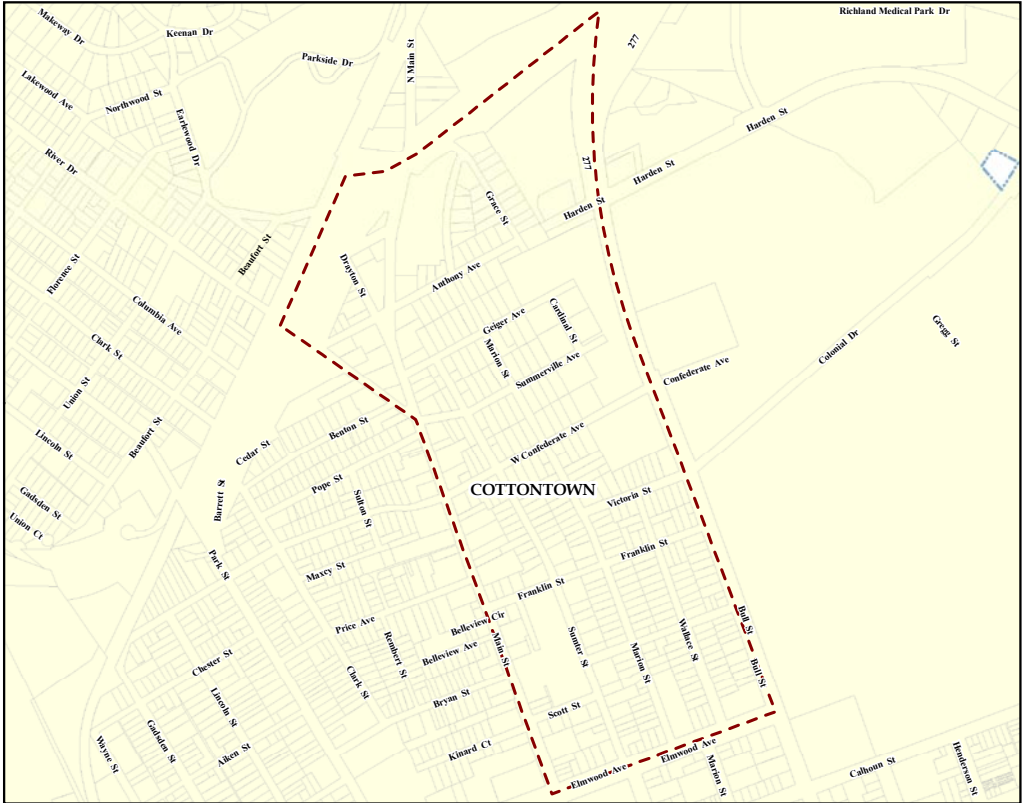 Richland Medical Park Dr
Makeway Dr
Keenan Dr
277
N Main St
Parkside Dr
Lakewood Ave
Northwood St
Harden St
Earlewood Dr
River Dr
277
Harden St
Grace St
Harden St
Beaufort St
Florence St
Drayton St
Anthony Ave
Columbia Ave
Geiger Ave
Cardinal St
Gregg St
Clark St
Colonial Dr
Marion St
Summerville Ave
Confederate Ave
Union St
Beaufort St
Benton St
Lincoln St
Cedar St
W Confederate Ave
Pope St
COTTONTOWN
Barrett St
Sulton St
Victoria St
Gadsden St
Union Ct
Park St
Franklin St
Maxcy St
Franklin St
Price Ave
Belleview Cir
Bull St
Rembert St
Belleview Ave
Main St
Sumter St
Wallace St
Marion St
Chester St
Bull St
Clark St
Bryan St
Lincoln St
Scott St
Gadsden St
Wayne St
Aiken St
Kinard Ct
Elmwood Ave
Elmwood Ave
Marion St
Calhoun St
Henderson St